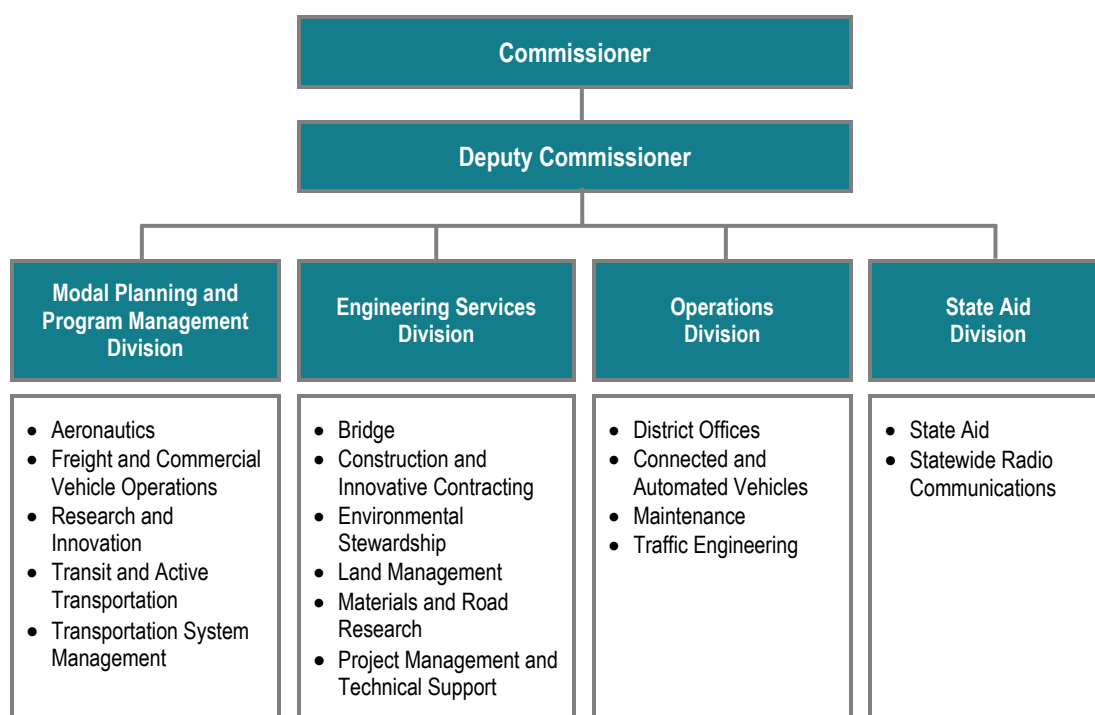 Commissioner
Deputy Commissioner
Modal Planning and
Program Management
Division
Engineering Services
Division
Operations
Division
State Aid
Division
• Aeronautics
• Freight and Commercial
Vehicle Operations
• Research and
Innovation
• Transit and Active
Transportation
• Transportation System
Management
• Bridge
• Construction and
Innovative Contracting
• Environmental
Stewardship
• Land Management
• Materials and Road
Research
• Project Management and
Technical Support
• District Offices
• Connected and
Automated Vehicles
• Maintenance
• Traffic Engineering
• State Aid
• Statewide Radio
Communications